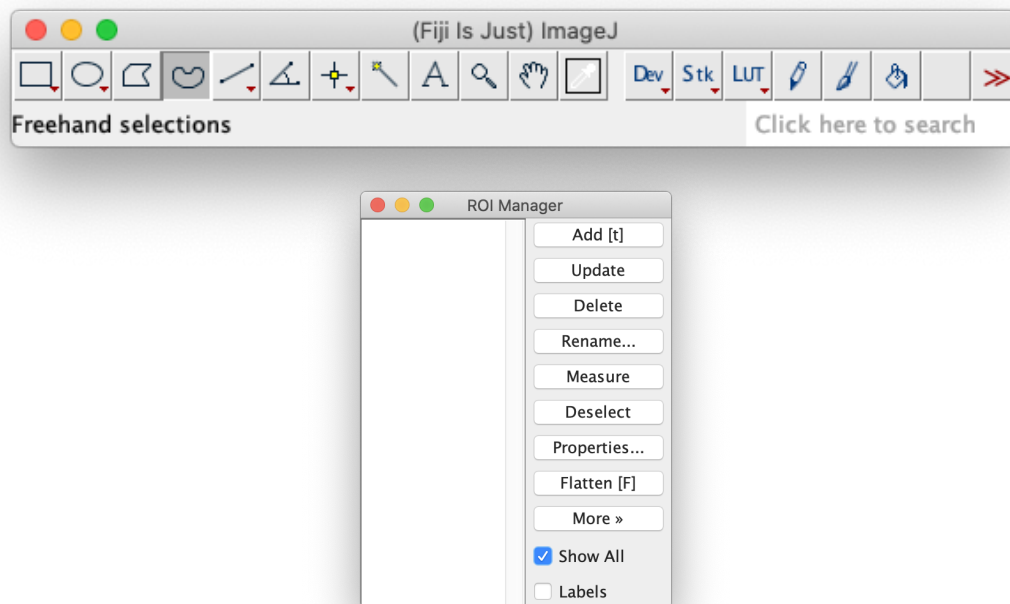 (Fiji Is Just) ImageJ
A Dev Stk LUT >>
Freehand selections Click here to search
ROI Manager
Add [t]
Update
Delete
Rename...
Measure
Deselect
Properties...
Flatten [F]
More »
Show All
Labels